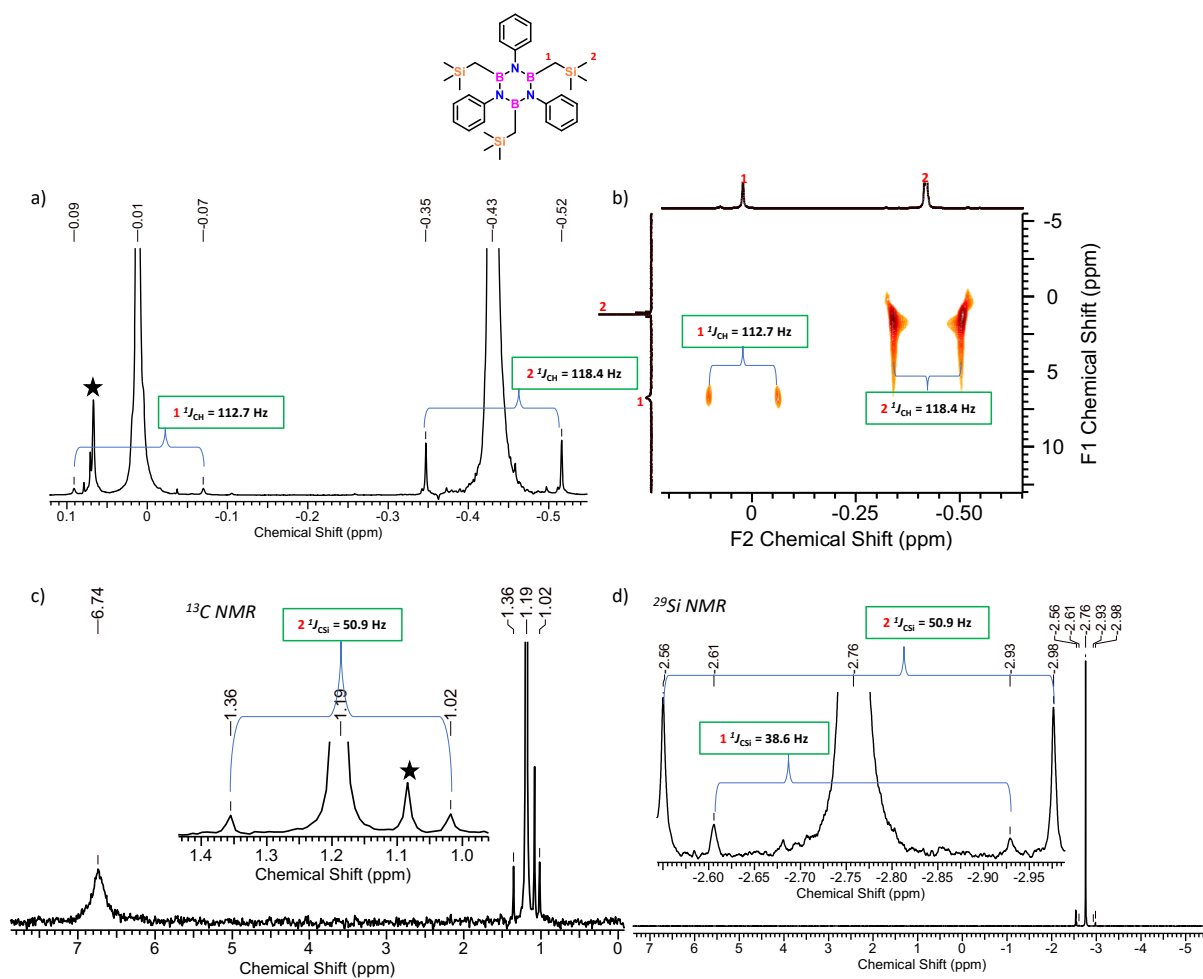 1
2
N
Si
B
B
Si
N
N
B
Si
a)
0.09
0.01
-0.07
-0.35
-0.43
-0.52
★
1 ¹J_CH = 112.7 Hz
2 ¹J_CH = 118.4 Hz
0.1 0 -0.1 -0.2 -0.3 -0.4 -0.5
Chemical Shift (ppm)
b)
1
2
2
1
1 ¹J_CH = 112.7 Hz
2 ¹J_CH = 118.4 Hz
-5
0
5
10
F1 Chemical Shift (ppm)
0 -0.25 -0.50
F2 Chemical Shift (ppm)
c)
6.74
¹³C NMR
1.36
1.19
1.02
2 ¹J_CSi = 50.9 Hz
1.36
1.19
1.02
★
1.4 1.3 1.2 1.1 1.0
Chemical Shift (ppm)
7 6 5 4 3 2 1 0
Chemical Shift (ppm)
d)
²⁹Si NMR
-2.56
-2.61
-2.76
-2.93
-2.98
2 ¹J_CSi = 50.9 Hz
-2.56
-2.61
-2.76
-2.93
-2.98
1 ¹J_CSi = 38.6 Hz
-2.60 -2.65 -2.70 -2.75 -2.80 -2.85 -2.90 -2.95
Chemical Shift (ppm)
7 6 5 4 3 2 1 0 -1 -2 -3 -4 -5
Chemical Shift (ppm)